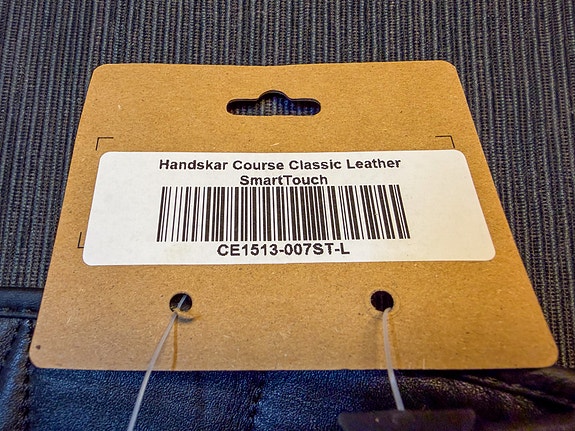 Handskar Course Classic Leather
SmartTouch
CE1513-007ST-L